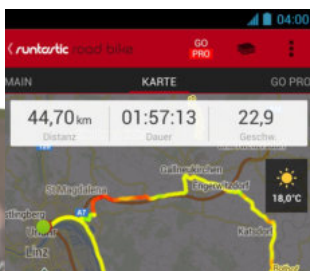 04:00
runtastic road bike GO PRO
MAIN KARTE GO PRO
44,70 km 01:57:13 22,9
Distanz Dauer Geschw.
Gallneukirchen
Engerwitzdorf
St Magdalena
18,0°C
A7
Urfahr
Katsdorf
Linz